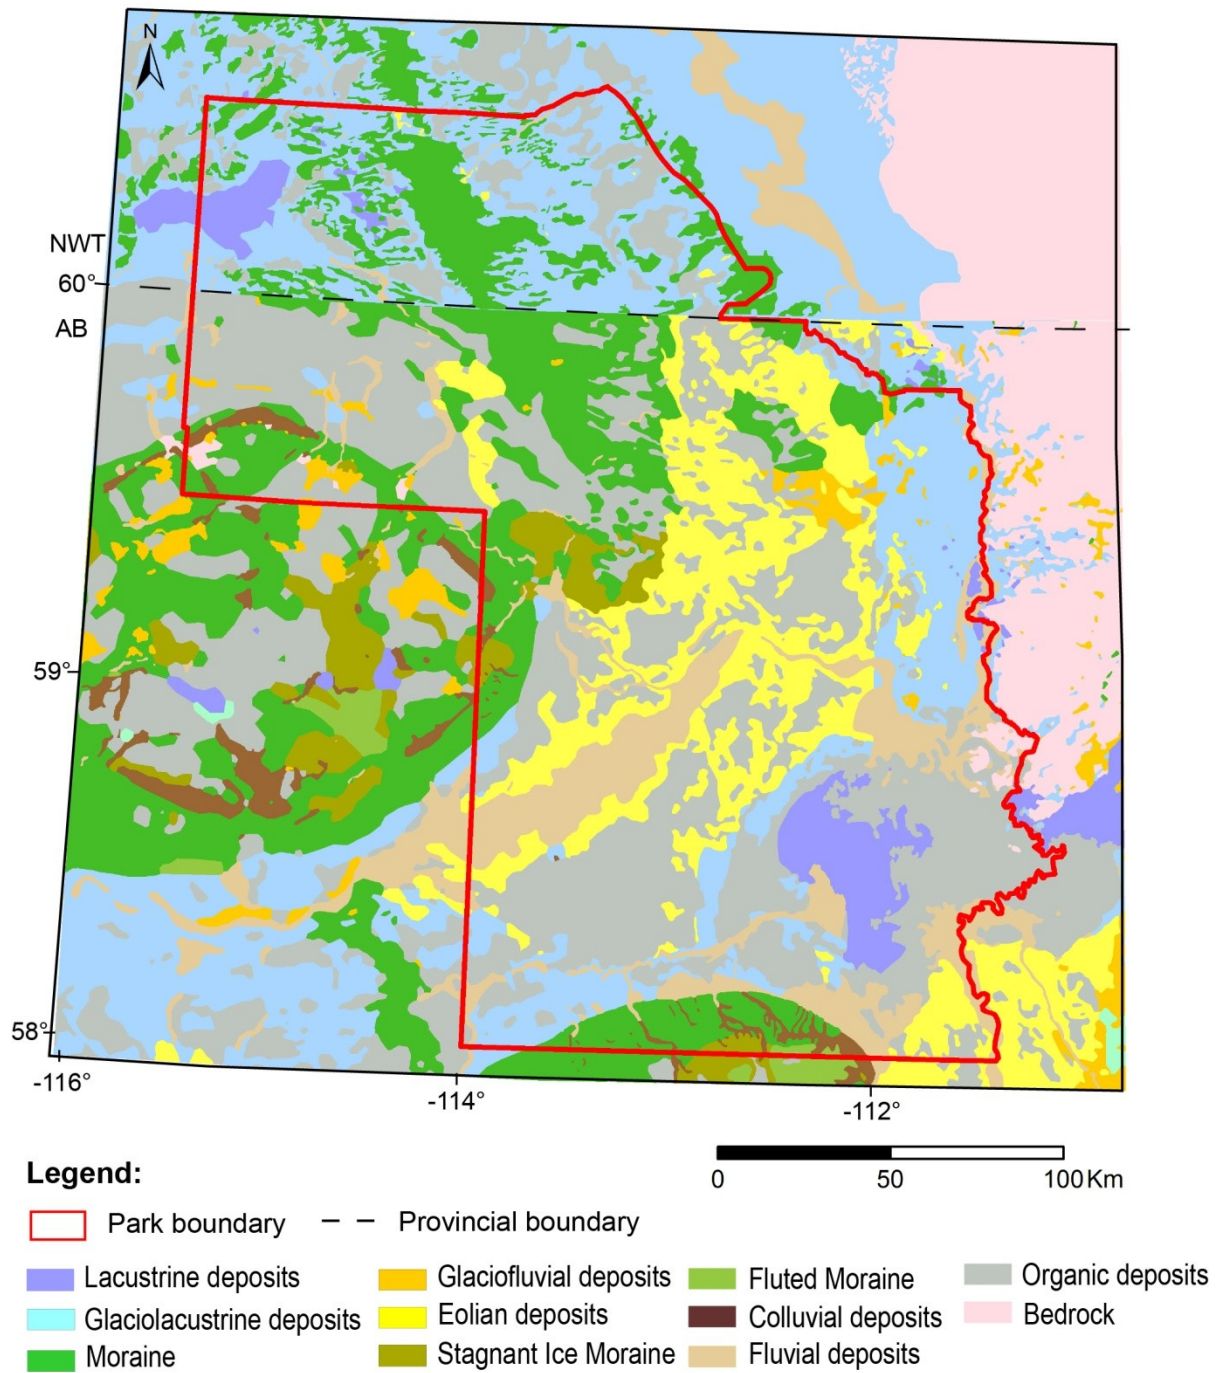 N
NWT
60°
AB
59°
58°
-116°
-114°
-112°
0 50 100 Km
Legend:
Park boundary
Provincial boundary
Lacustrine deposits
Glaciofluvial deposits
Fluted Moraine
Organic deposits
Glaciolacustrine deposits
Eolian deposits
Colluvial deposits
Bedrock
Moraine
Stagnant Ice Moraine
Fluvial deposits